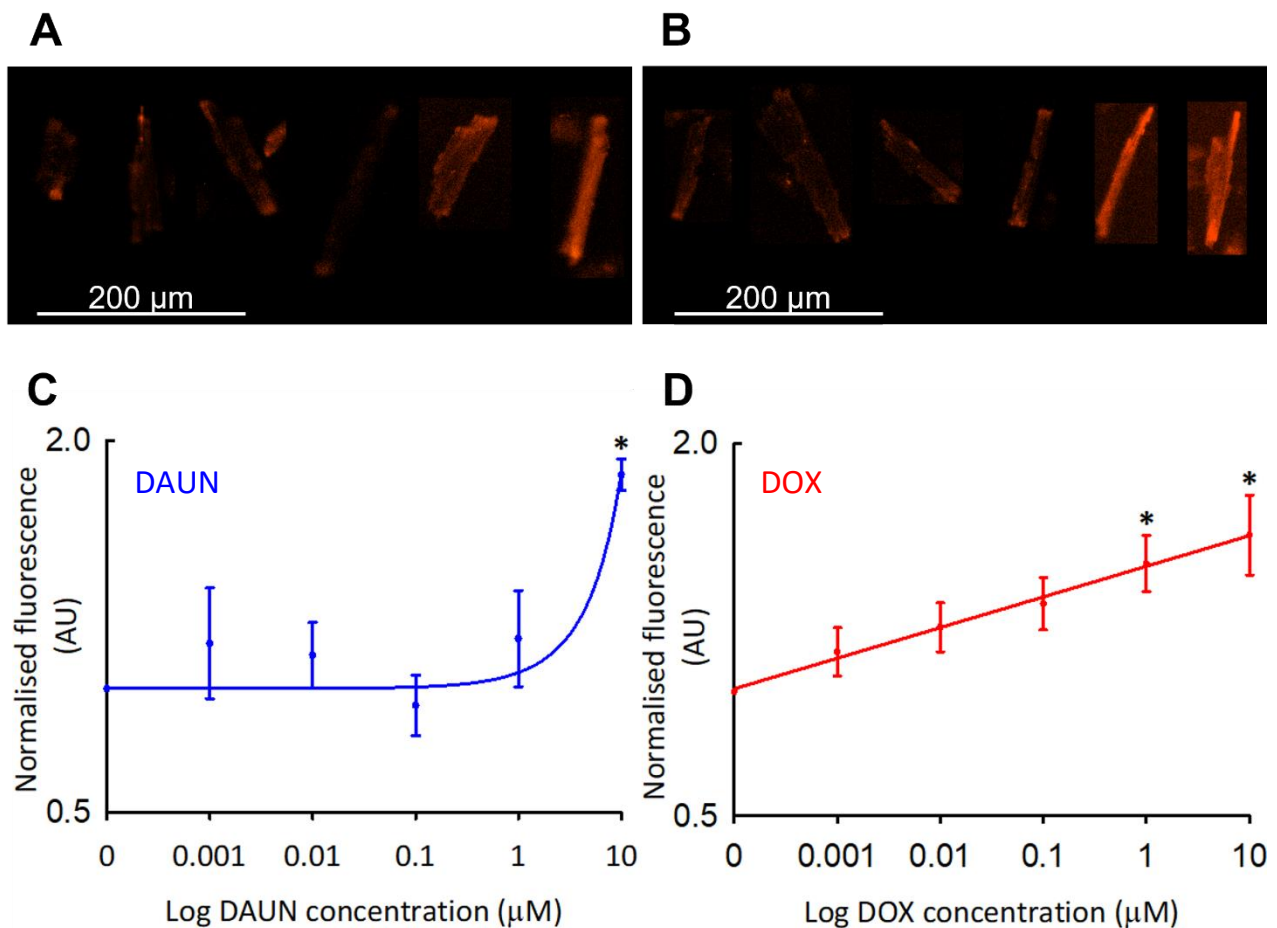 A
B
200 µm
200 µm
C
D
2.0
*
DAUN
Normalised fluorescence
(AU)
0.5
0 0.001 0.01 0.1 1 10
Log DAUN concentration (µM)
2.0
*
*
DOX
Normalised fluorescence
(AU)
0.5
0 0.001 0.01 0.1 1 10
Log DOX concentration (µM)